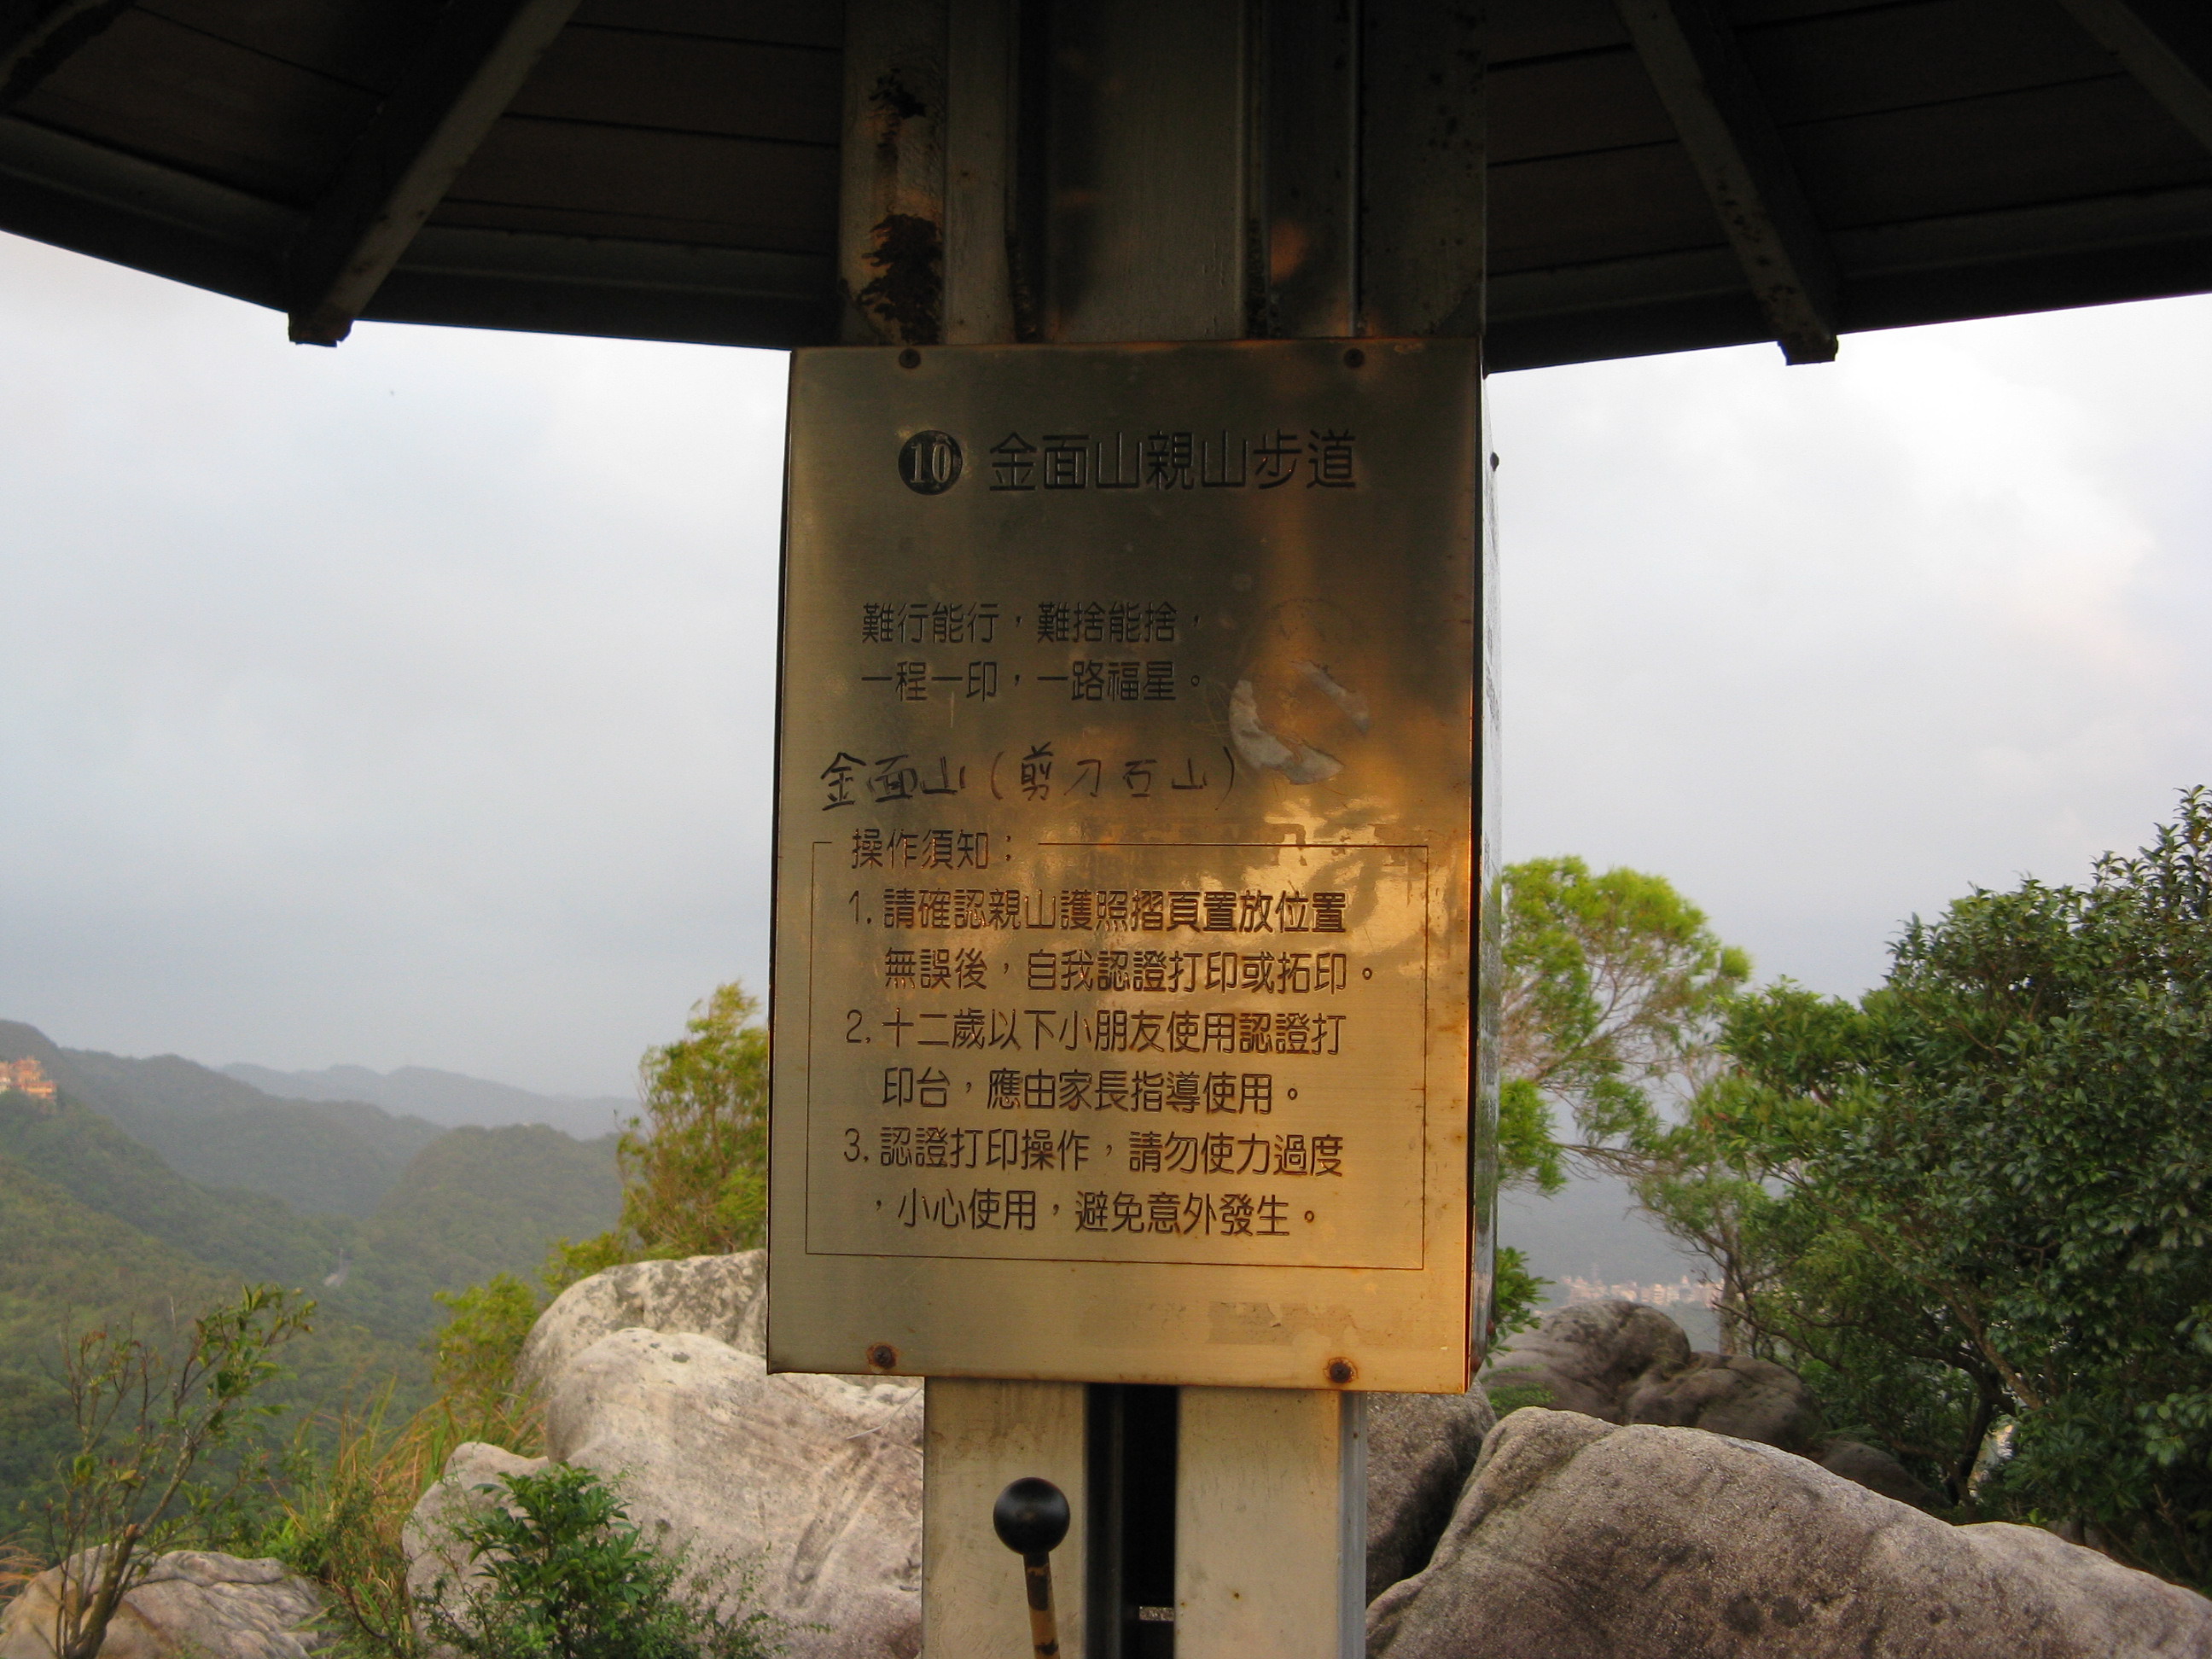 10 金面山親山步道
難行能行，難捨能捨，
一程一印，一路福星。
金面山(剪刀石山)
操作須知：
1. 請確認親山護照摺頁置放位置
無誤後，自我認證打印或拓印。
2. 十二歲以下小朋友使用認證打
印台，應由家長指導使用。
3. 認證打印操作，請勿使力過度
，小心使用，避免意外發生。